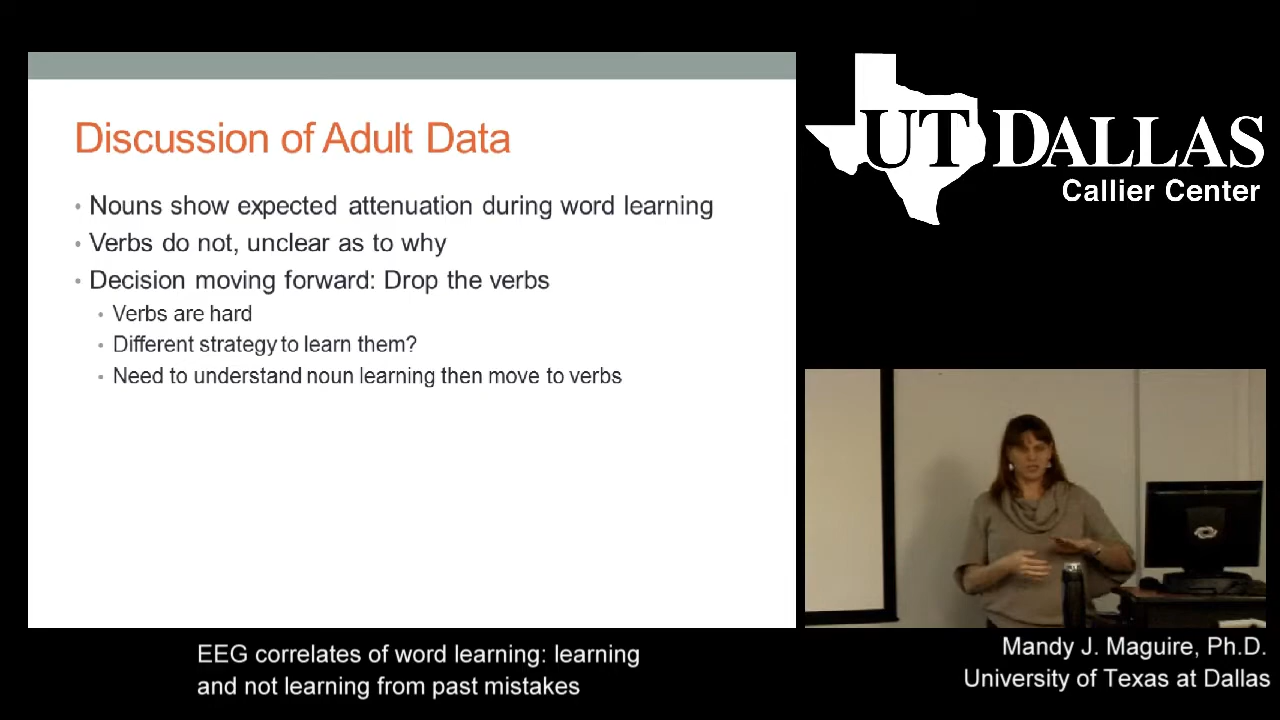 Discussion of Adult Data
• Nouns show expected attenuation during word learning
• Verbs do not, unclear as to why
• Decision moving forward: Drop the verbs
• Verbs are hard
• Different strategy to learn them?
• Need to understand noun learning then move to verbs
UT DALLAS
Callier Center
EEG correlates of word learning: learning
and not learning from past mistakes
Mandy J. Maguire, Ph.D.
University of Texas at Dallas